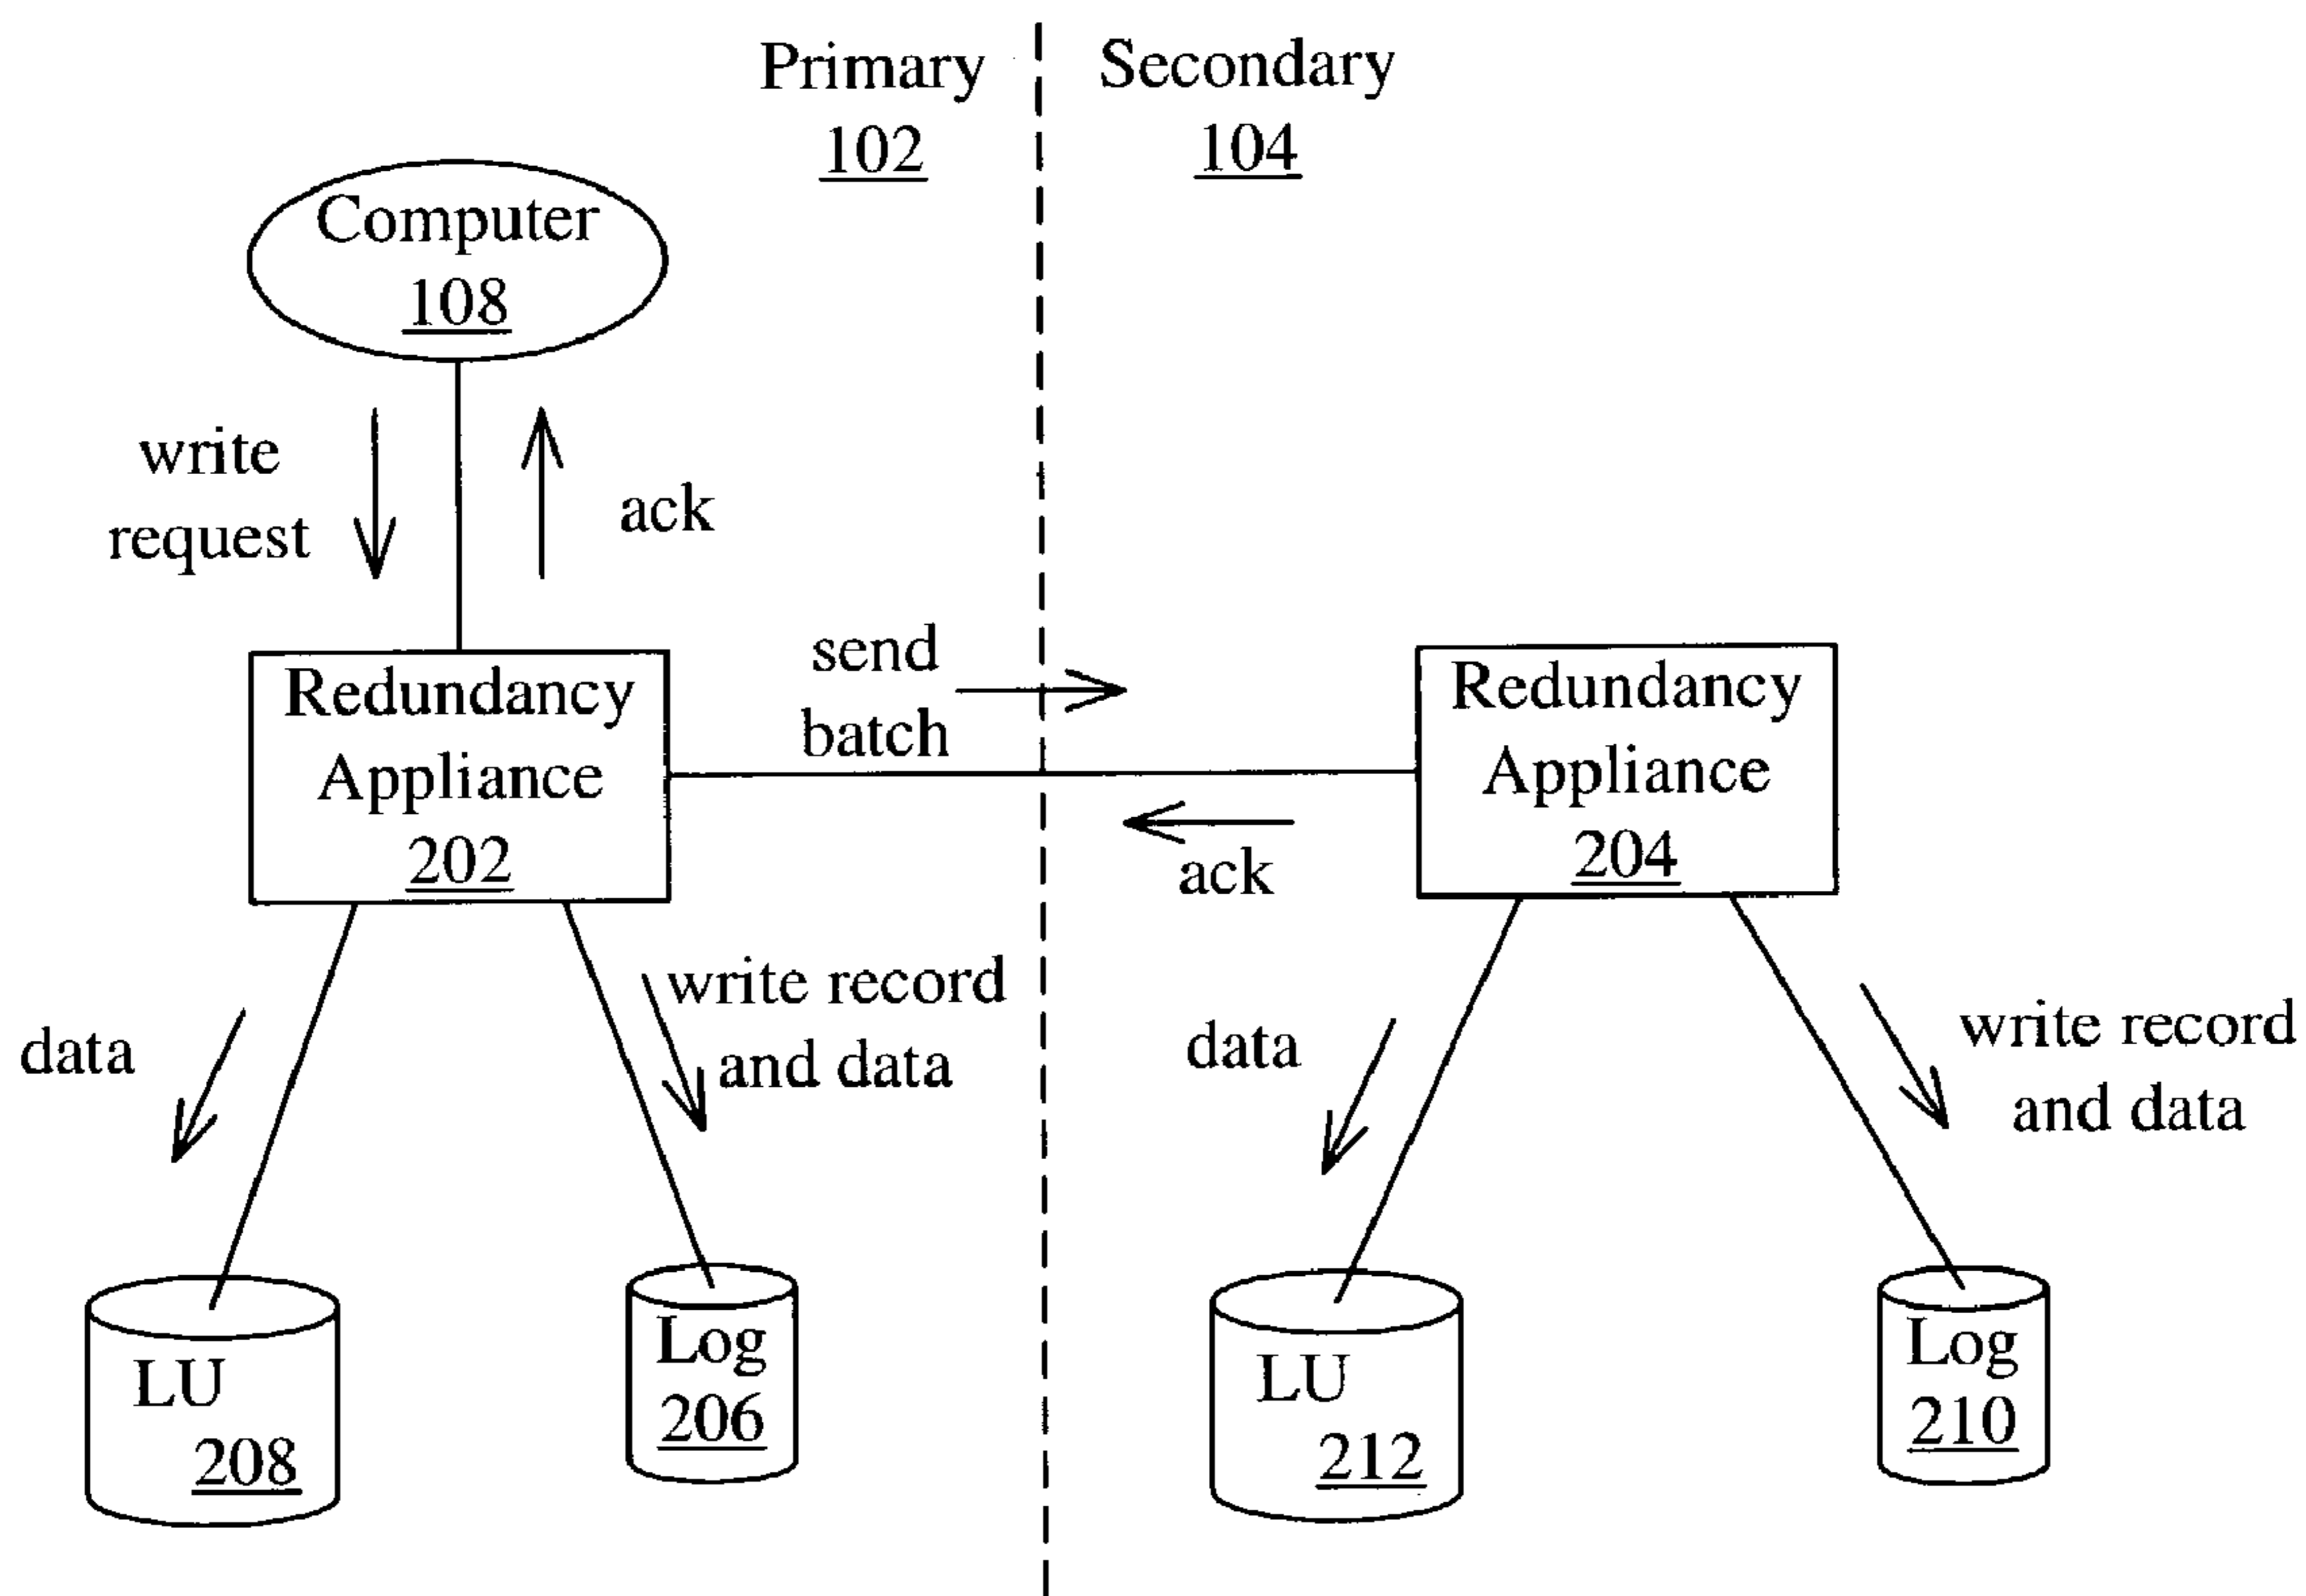 Primary
102
Secondary
104
Computer
108
write
request
ack
send
batch
Redundancy
Appliance
202
Redundancy
Appliance
204
ack
data
write record
and data
data
write record
and data
LU
208
Log
206
LU
212
Log
210